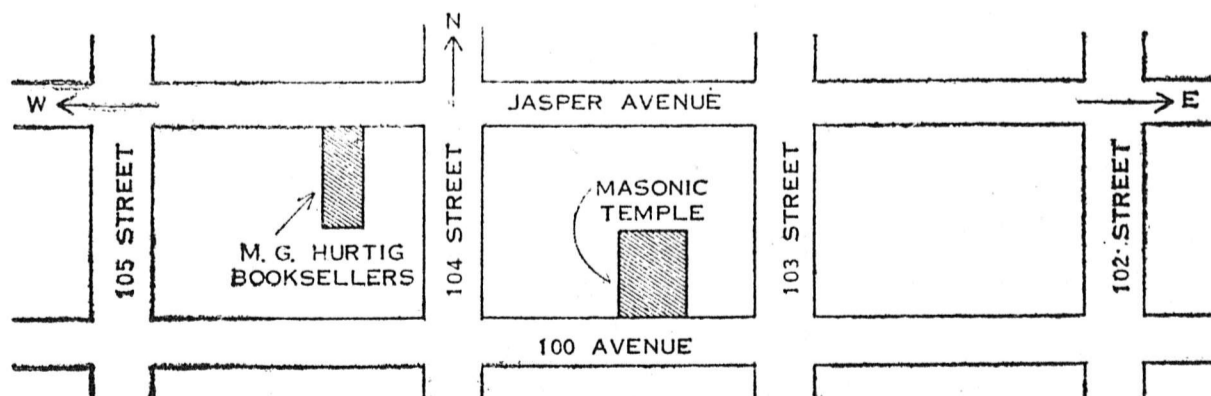 N
W
JASPER AVENUE
E
105 STREET
M. G. HURTIG
BOOKSELLERS
104 STREET
MASONIC
TEMPLE
103 STREET
102 STREET
100 AVENUE